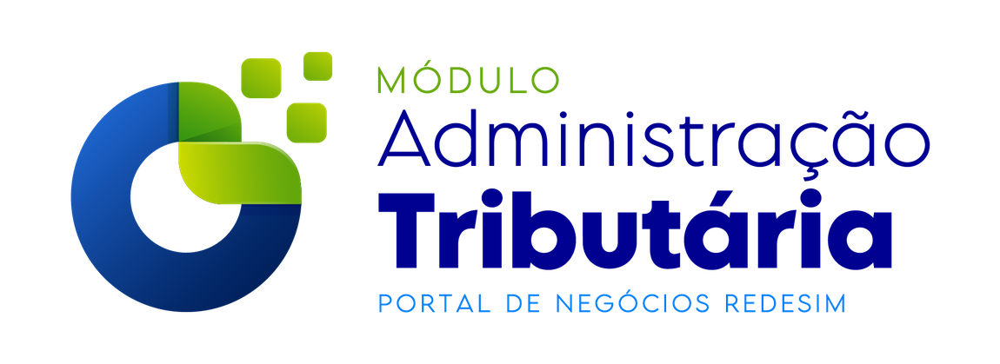 MÓDULO
Administração
Tributária
PORTAL DE NEGÓCIOS REDESIM